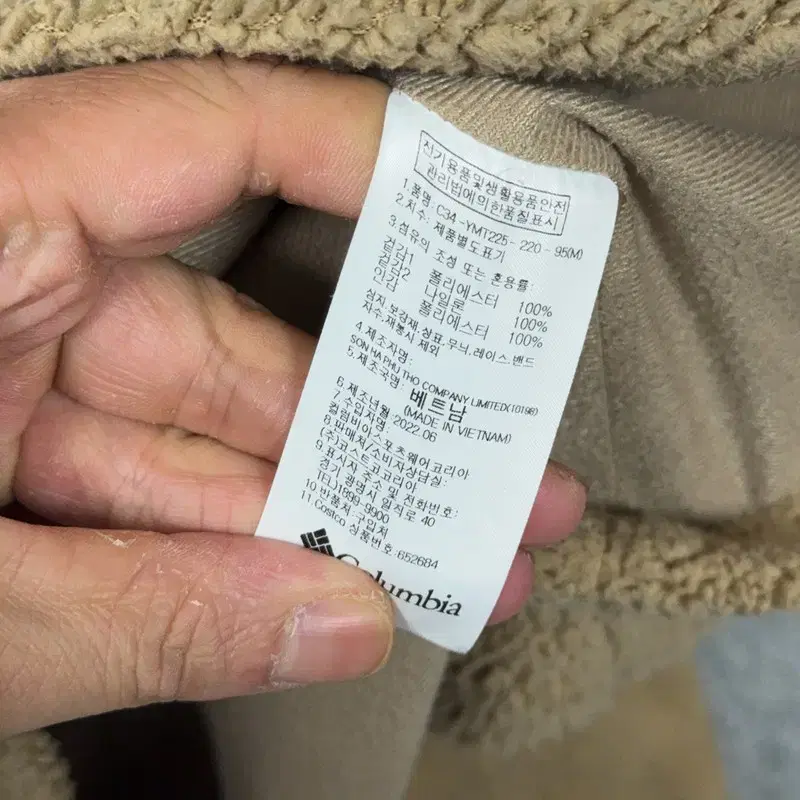 전기용품및생활용품안전
관리법에의한품질표시
1.품명: C34-YMT225-220-95(M)
2.치수: 제품별도표기
3.섬유의 조성 또는 혼용률:
겉감1 폴리에스터 100%
겉감2 나일론 100%
안감 폴리에스터 100%
심지,보강재,상표,무늬,레이스,밴드
자수,재봉사 제외
4.제조자명:
SON HA PHU THO COMPANY LIMITED(10198)
5.제조국명: 베트남
(MADE IN VIETNAM)
6.제조년월:2022.06
7.수입자명:
컬럼비아스포츠웨어코리아
8.판매처/소비자상담실:
(주)코스트코코리아
9.표시자 주소 및 전화번호:
경기 광명시 일직로 40
(TEL)1899-9900
10.반품처:구입처
11.Costco 상품번호:652684
Columbia